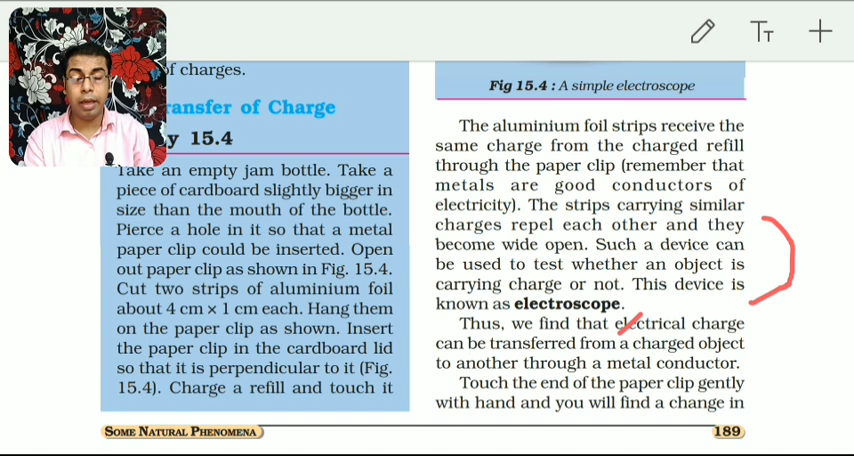 of charges.
ransfer of Charge
y 15.4
Take an empty jam bottle. Take a
piece of cardboard slightly bigger in
size than the mouth of the bottle.
Pierce a hole in it so that a metal
paper clip could be inserted. Open
out paper clip as shown in Fig. 15.4.
Cut two strips of aluminium foil
about 4 cm × 1 cm each. Hang them
on the paper clip as shown. Insert
the paper clip in the cardboard lid
so that it is perpendicular to it (Fig.
15.4). Charge a refill and touch it
Fig 15.4 : A simple electroscope
The aluminium foil strips receive the
same charge from the charged refill
through the paper clip (remember that
metals are good conductors of
electricity). The strips carrying similar
charges repel each other and they
become wide open. Such a device can
be used to test whether an object is
carrying charge or not. This device is
known as electroscope.
Thus, we find that electrical charge
can be transferred from a charged object
to another through a metal conductor.
Touch the end of the paper clip gently
with hand and you will find a change in
SOME NATURAL PHENOMENA
189
TT